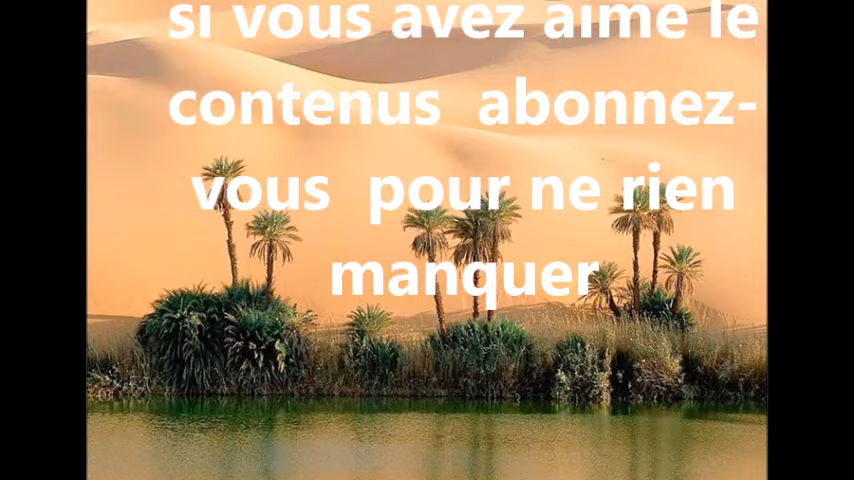 si vous avez aimé le
contenus abonnez-
vous pour ne rien
manquer